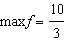 max f = 10/3